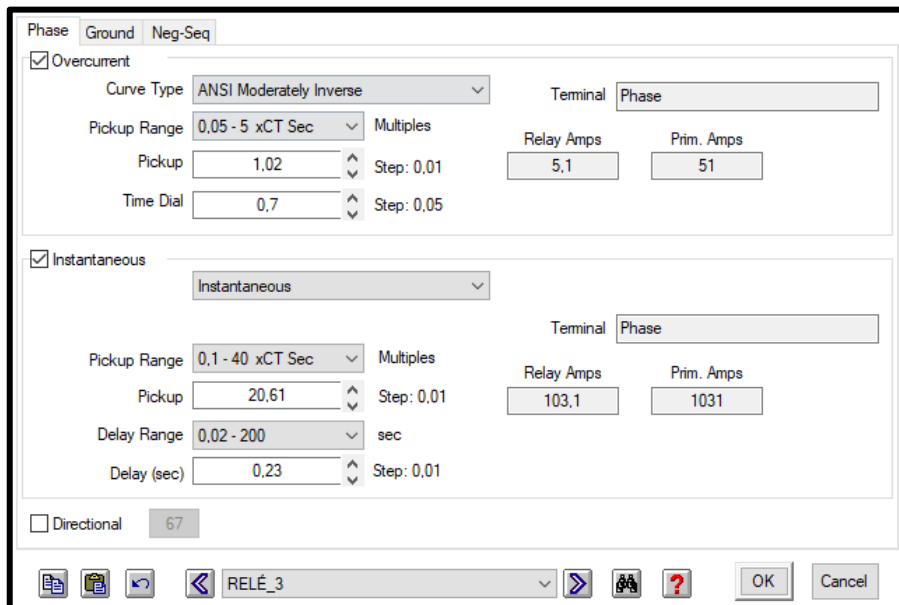 Phase Ground Neg-Seq
Overcurrent
Curve Type ANSI Moderately Inverse Terminal Phase
Pickup Range 0,05 - 5 xCT Sec Multiples Relay Amps Prim. Amps
Pickup 1,02 Step: 0,01 5,1 51
Time Dial 0,7 Step: 0,05
Instantaneous
Instantaneous
Terminal Phase
Pickup Range 0,1 - 40 xCT Sec Multiples Relay Amps Prim. Amps
Pickup 20,61 Step: 0,01 103,1 1031
Delay Range 0,02 - 200 sec
Delay (sec) 0,23 Step: 0,01
Directional 67
RELÉ_3 ? OK Cancel